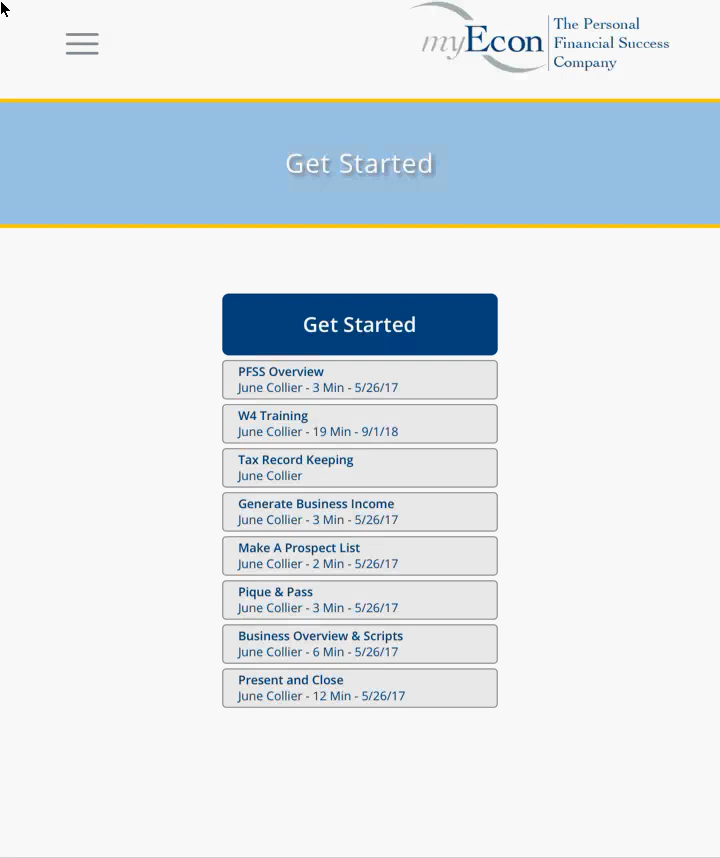 myEcon
The Personal
Financial Success
Company
Get Started
Get Started
PFSS Overview
June Collier - 3 Min - 5/26/17
W4 Training
June Collier - 19 Min - 9/1/18
Tax Record Keeping
June Collier
Generate Business Income
June Collier - 3 Min - 5/26/17
Make A Prospect List
June Collier - 2 Min - 5/26/17
Pique & Pass
June Collier - 3 Min - 5/26/17
Business Overview & Scripts
June Collier - 6 Min - 5/26/17
Present and Close
June Collier - 12 Min - 5/26/17